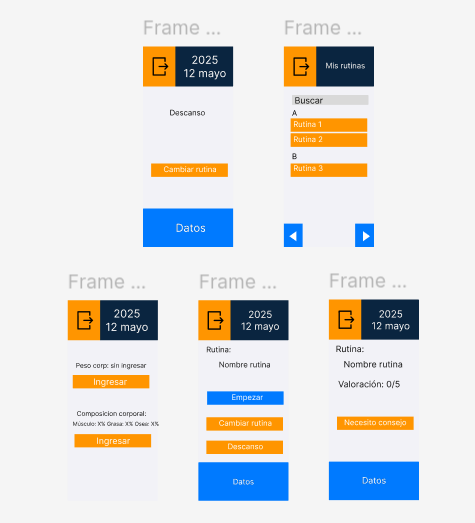 Frame ...
2025
12 mayo
Descanso
Cambiar rutina
Datos
Frame ...
Mis rutinas
Buscar
A
Rutina 1
Rutina 2
B
Rutina 3
Frame ...
2025
12 mayo
Peso corp: sin ingresar
Ingresar
Composicion corporal:
Músculo: X% Grasa: X% Oseo: X%
Ingresar
Frame ...
2025
12 mayo
Rutina:
Nombre rutina
Empezar
Cambiar rutina
Descanso
Datos
Frame ...
2025
12 mayo
Rutina:
Nombre rutina
Valoración: 0/5
Necesito consejo
Datos